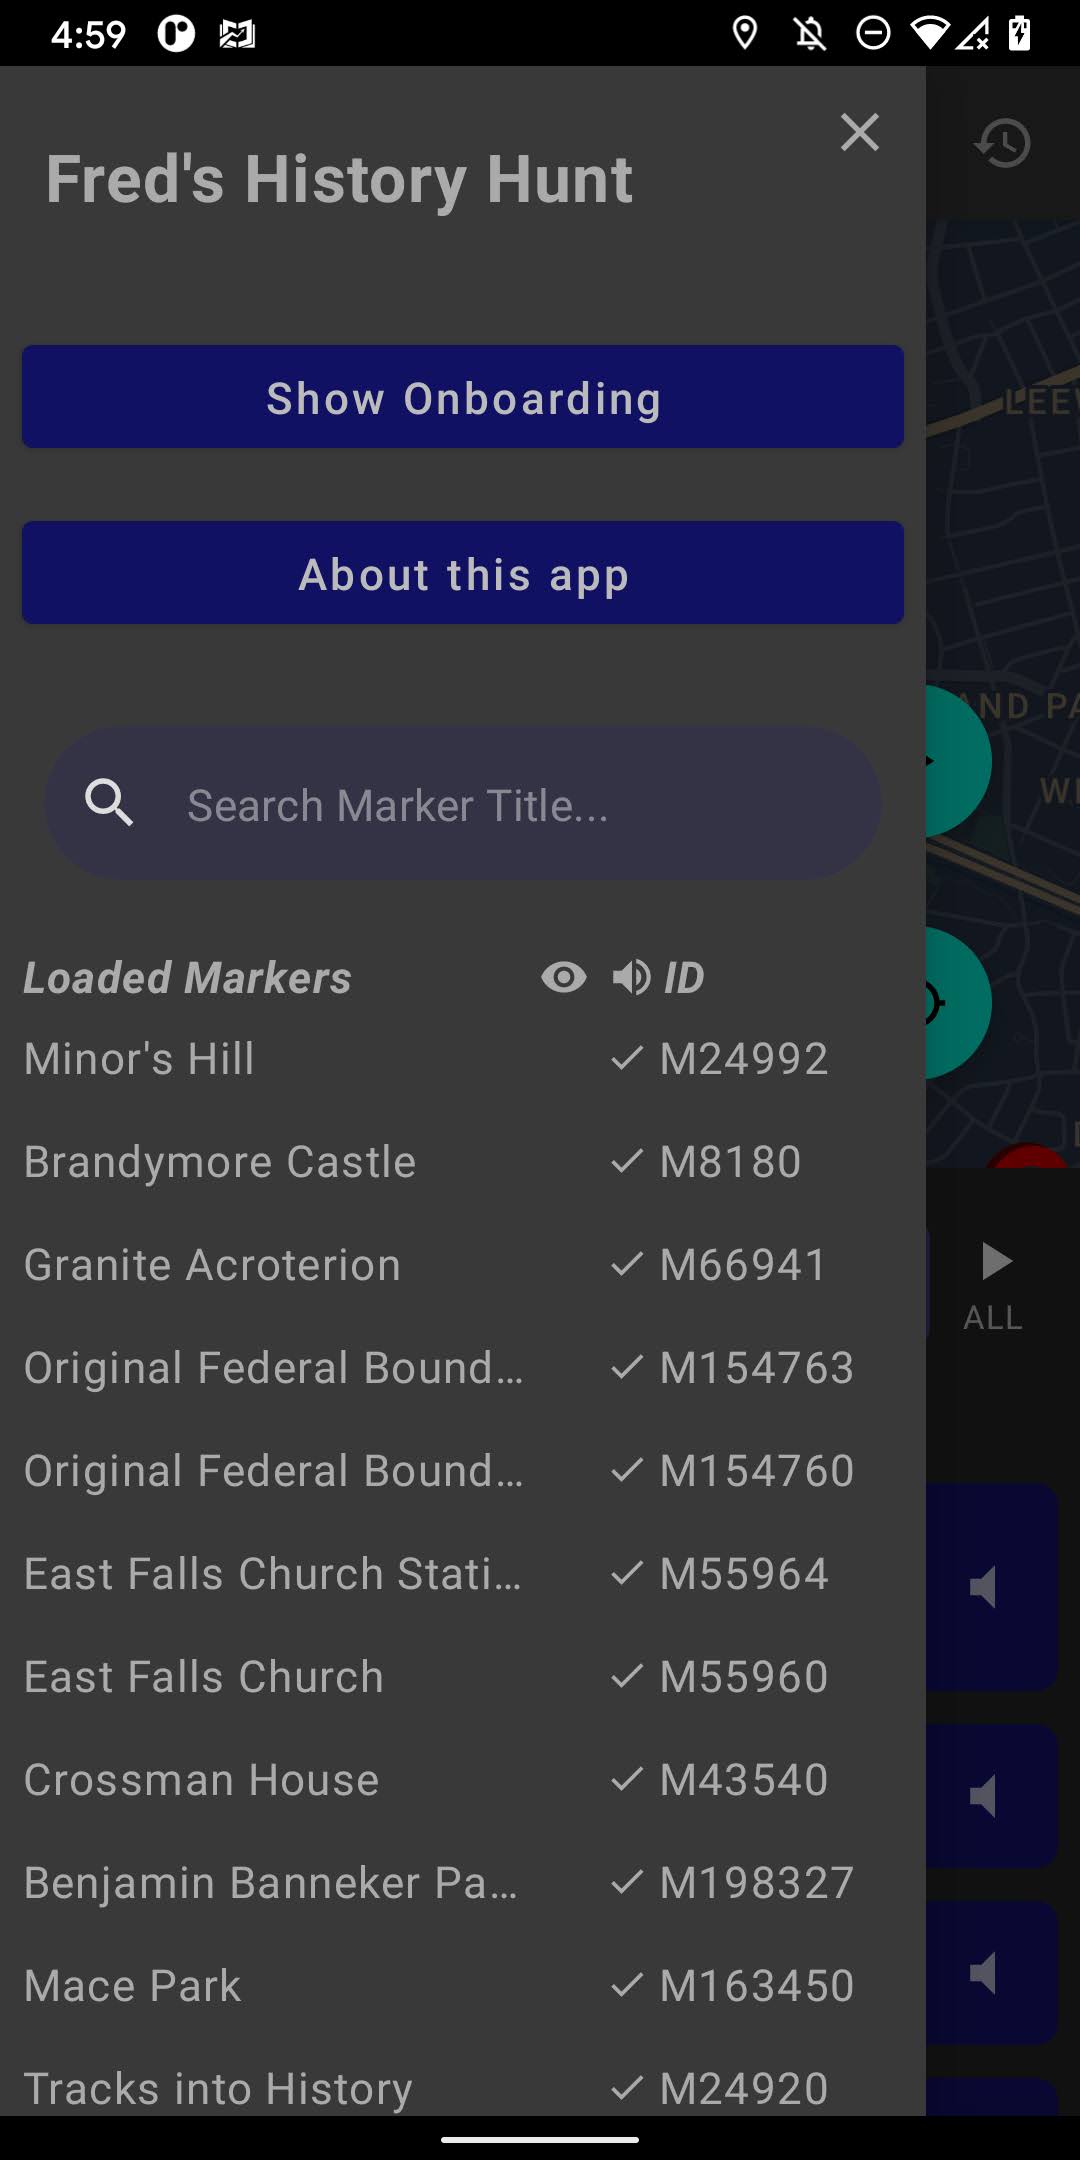 4:59
Fred's History Hunt
Show Onboarding
About this app
Search Marker Title...
Loaded Markers ID
Minor's Hill M24992
Brandymore Castle M8180
Granite Acroterion M66941
Original Federal Bound... M154763
Original Federal Bound... M154760
East Falls Church Stati... M55964
East Falls Church M55960
Crossman House M43540
Benjamin Banneker Pa... M198327
Mace Park M163450
Tracks into History M24920
LEE
AND PA
ALL